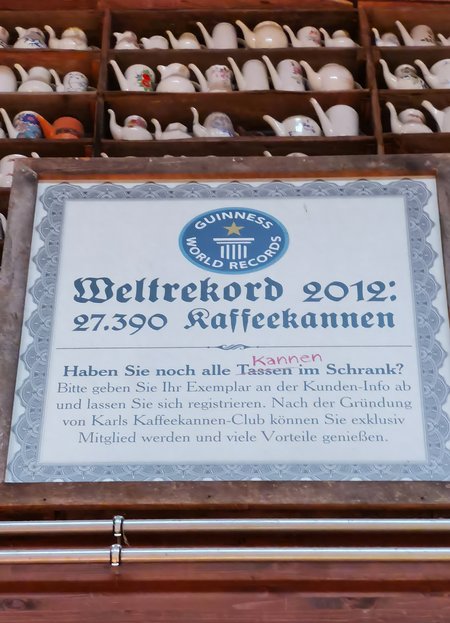 GUINNESS
WORLD RECORDS
Weltrekord 2012:
27.390 Kaffeekannen
Kannen
Haben Sie noch alle Tassen im Schrank?
Bitte geben Sie Ihr Exemplar an der Kunden-Info ab
und lassen Sie sich registrieren. Nach der Gründung
von Karls Kaffeekannen-Club können Sie exklusiv
Mitglied werden und viele Vorteile genießen.